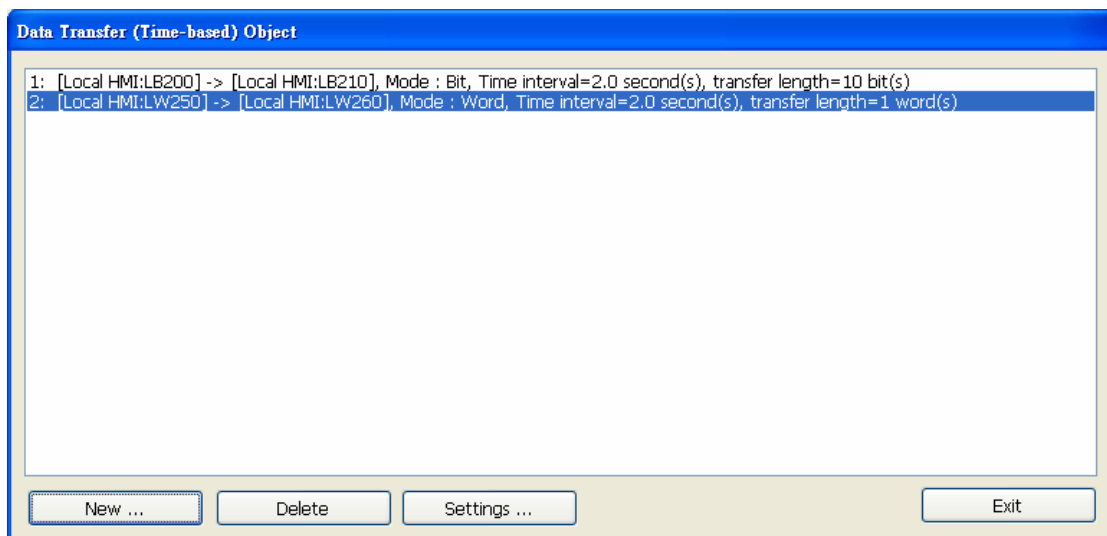 Data Transfer (Time-based) Object
1: [Local HMI:LB200] -> [Local HMI:LB210], Mode : Bit, Time interval=2.0 second(s), transfer length=10 bit(s)
2: [Local HMI:LW250] -> [Local HMI:LW260], Mode : Word, Time interval=2.0 second(s), transfer length=1 word(s)
New ... Delete Settings ... Exit